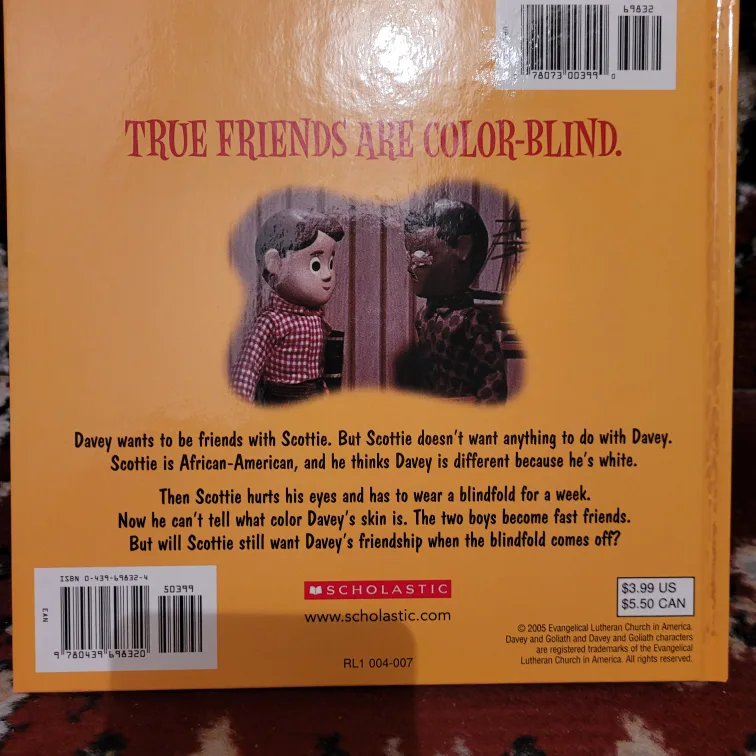 69832
78073 00399 0
TRUE FRIENDS ARE COLOR-BLIND.
Davey wants to be friends with Scottie. But Scottie doesn't want anything to do with Davey.
Scottie is African-American, and he thinks Davey is different because he's white.
Then Scottie hurts his eyes and has to wear a blindfold for a week.
Now he can't tell what color Davey's skin is. The two boys become fast friends.
But will Scottie still want Davey's friendship when the blindfold comes off?
ISBN 0-439-69832-4
50399
EAN
9 780439 698320
SCHOLASTIC
www.scholastic.com
RL1 004-007
$3.99 US
$5.50 CAN
© 2005 Evangelical Lutheran Church in America.
Davey and Goliath and Davey and Goliath characters
are registered trademarks of the Evangelical
Lutheran Church in America. All rights reserved.